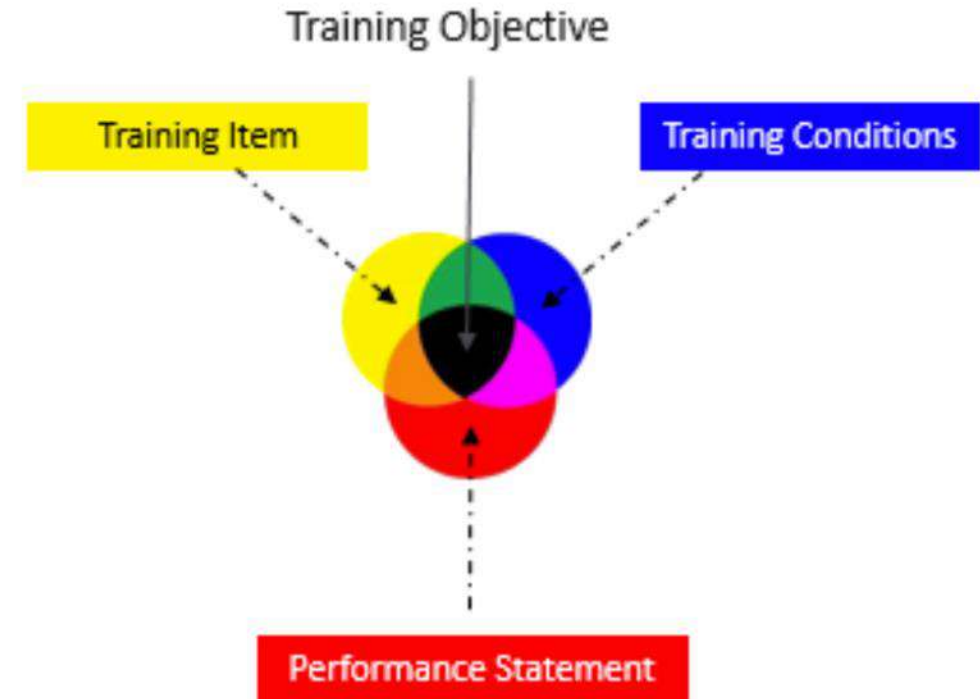 Training Objective
Training Item
Training Conditions
Performance Statement